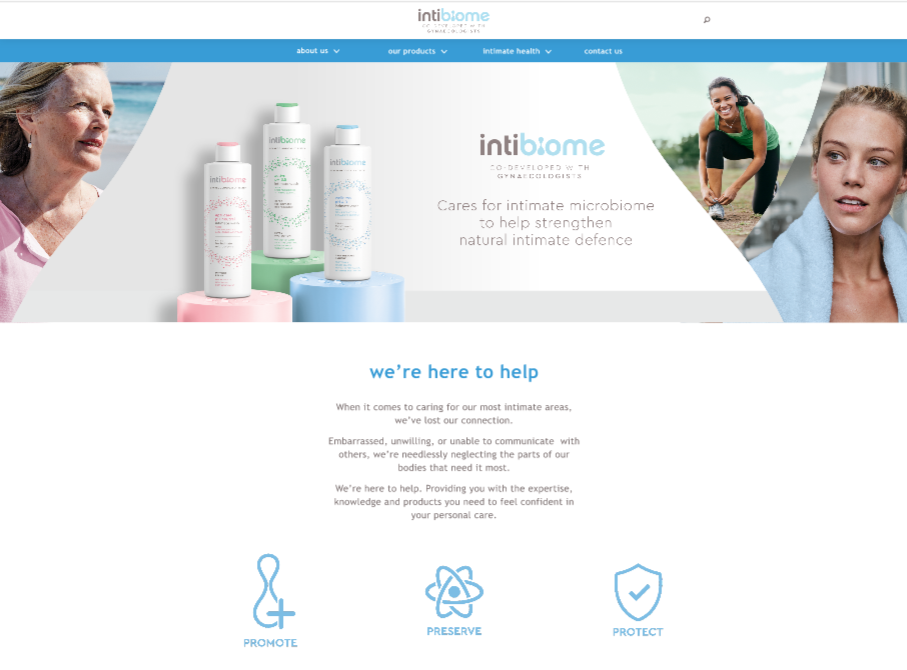 intibiome
CO-DEVELOPED WITH
GYNAECOLOGISTS
about us
our products
intimate health
contact us
intibiome
intibiome
intibiome
intibiome
CO-DEVELOPED WITH
GYNAECOLOGISTS
Cares for intimate microbiome
to help strengthen
natural intimate defence
we're here to help
When it comes to caring for our most intimate areas,
we've lost our connection.
Embarrassed, unwilling, or unable to communicate with
others, we're needlessly neglecting the parts of our
bodies that need it most.
We're here to help. Providing you with the expertise,
knowledge and products you need to feel confident in
your personal care.
PROMOTE
PRESERVE
PROTECT